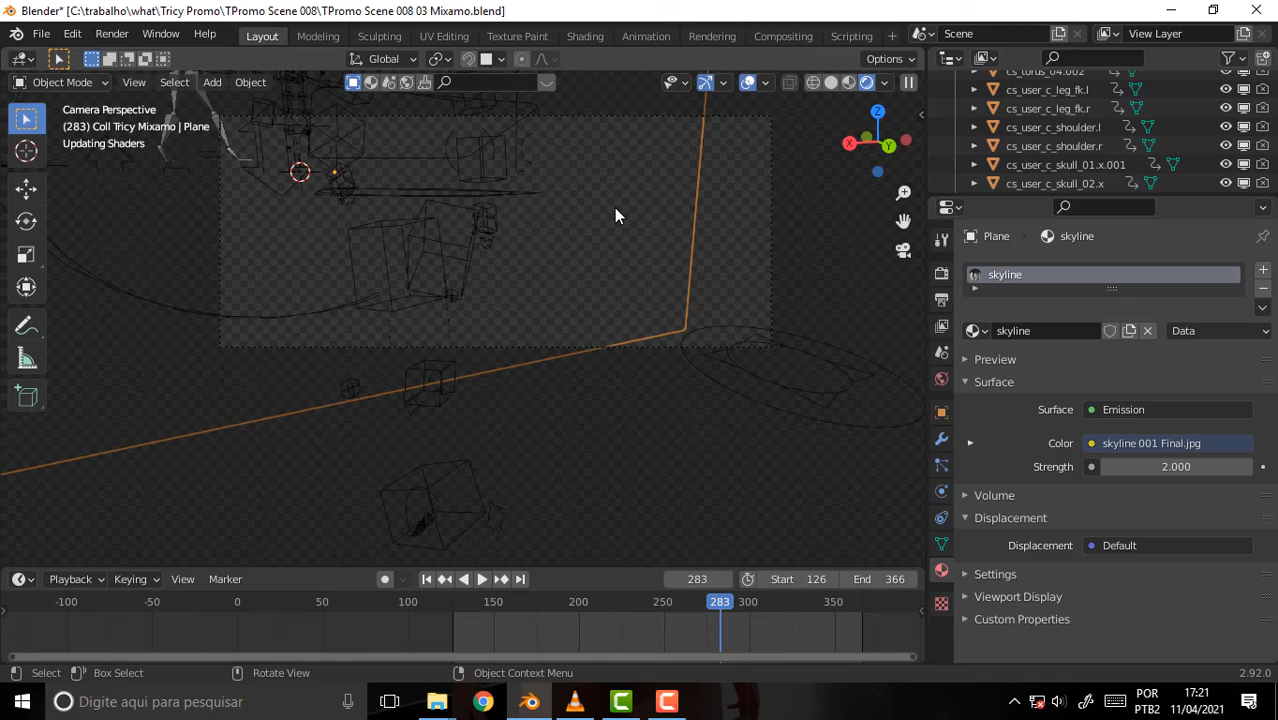 Blender* [C:\trabalho\what\Tricy Promo\TPromo Scene 008\TPromo Scene 008 03 Mixamo.blend]
File Edit Render Window Help Layout Modeling Sculpting UV Editing Texture Paint Shading Animation Rendering Compositing Scripting + Scene View Layer
Global Options
Object Mode View Select Add Object
Camera Perspective
(283) Coll Tricy Mixamo | Plane
Updating Shaders
Z
X
Y
cs_torus_04.002
cs_user_c_leg_fk.l
cs_user_c_leg_fk.r
cs_user_c_shoulder.l
cs_user_c_shoulder.r
cs_user_c_skull_01.x.001
cs_user_c_skull_02.x
Plane skyline
skyline
skyline Data
Preview
Surface
Surface Emission
Color skyline 001 Final.jpg
Strength 2.000
Volume
Displacement
Displacement Default
Settings
Viewport Display
Custom Properties
Playback Keying View Marker 283 Start 126 End 366
-100 -50 0 50 100 150 200 250 283 300 350
Select Box Select Rotate View Object Context Menu 2.92.0
Digite aqui para pesquisar
POR
PTB2
17:21
11/04/2021